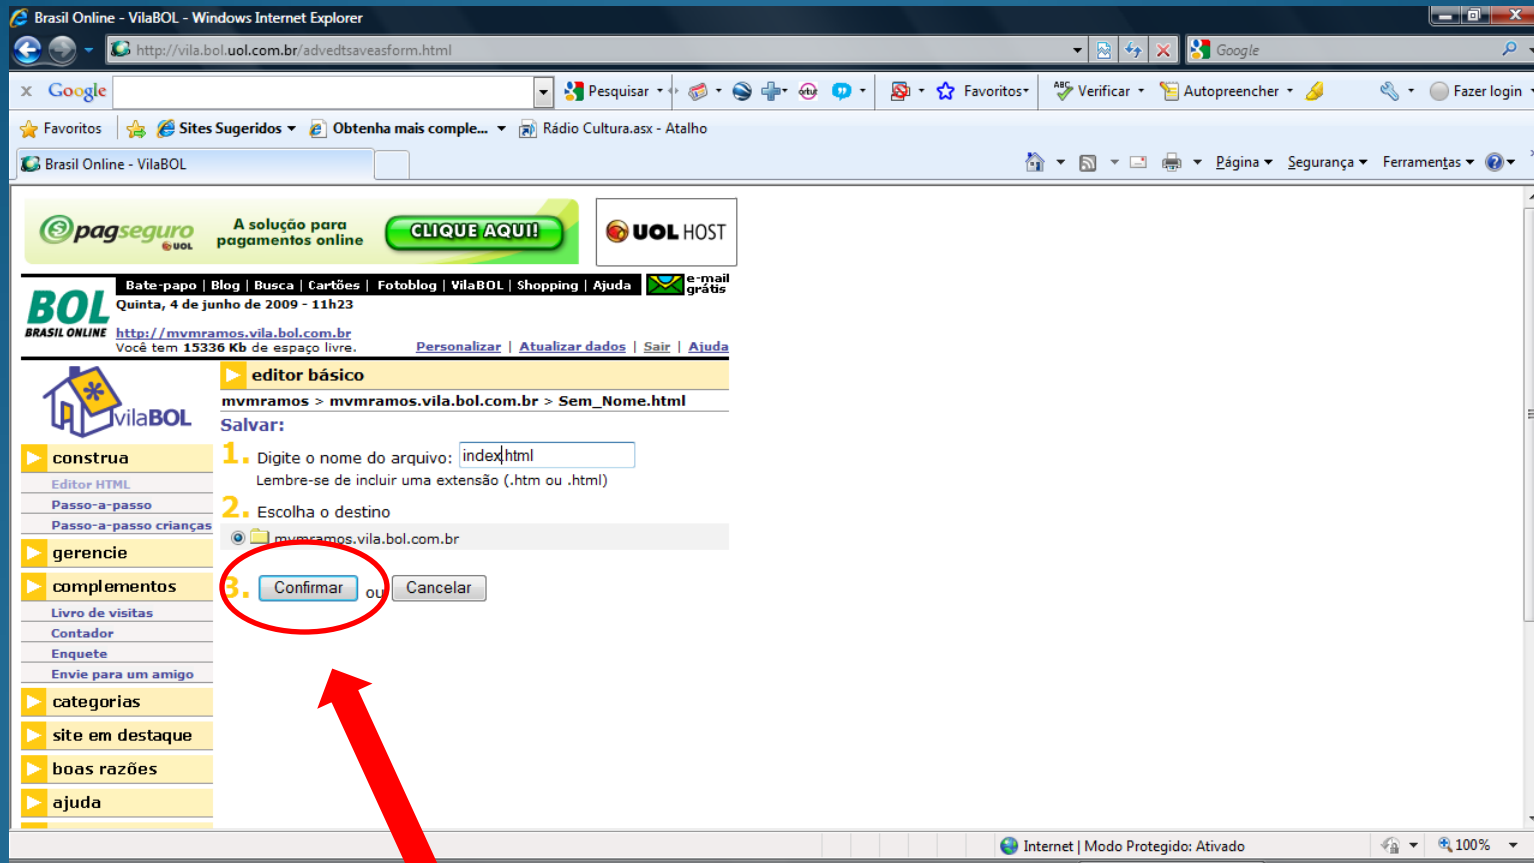 Brasil Online - VilaBOL - Windows Internet Explorer
http://vila.bol.uol.com.br/advedtsaveasform.html
Google
x Google Pesquisar Favoritos Verificar Autopreencher Fazer login
Favoritos Sites Sugeridos Obtenha mais comple... Rádio Cultura.asx - Atalho
Brasil Online - VilaBOL Página Segurança Ferramentas
pagseguro UOL A solução para pagamentos online CLIQUE AQUI! UOL HOST
Bate-papo | Blog | Busca | Cartões | Fotoblog | VilaBOL | Shopping | Ajuda e-mail grátis
BOL
BRASIL ONLINE
Quinta, 4 de junho de 2009 - 11h23
http://mvmramos.vila.bol.com.br
Você tem 15336 Kb de espaço livre. Personalizar | Atualizar dados | Sair | Ajuda
vilaBOL
editor básico
mvmramos > mvmramos.vila.bol.com.br > Sem_Nome.html
Salvar:
1. Digite o nome do arquivo: index.html
Lembre-se de incluir uma extensão (.htm ou .html)
2. Escolha o destino
mvmramos.vila.bol.com.br
3. Confirmar ou Cancelar
construa
Editor HTML
Passo-a-passo
Passo-a-passo crianças
gerencie
complementos
Livro de visitas
Contador
Enquete
Envie para um amigo
categorias
site em destaque
boas razões
ajuda
Internet | Modo Protegido: Ativado 100%